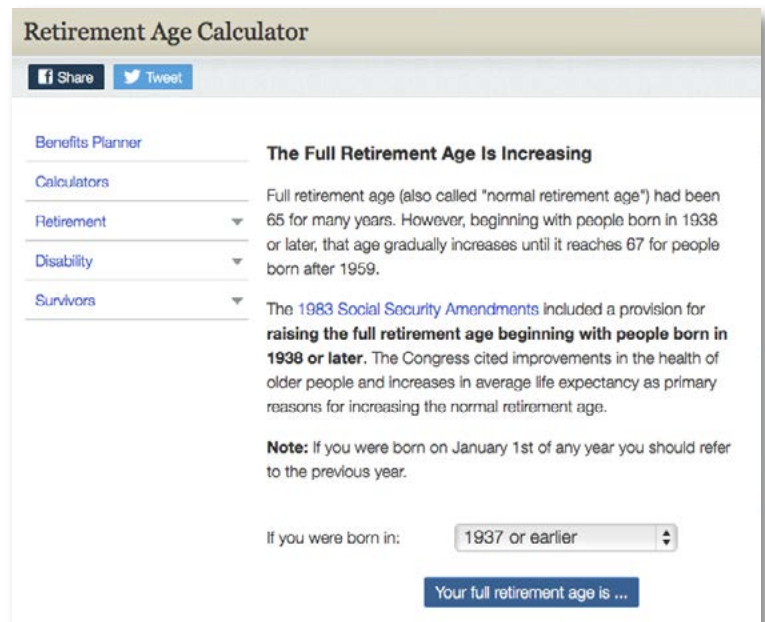 Retirement Age Calculator
Share
Tweet
Benefits Planner
Calculators
Retirement
Disability
Survivors
The Full Retirement Age Is Increasing
Full retirement age (also called "normal retirement age") had been
65 for many years. However, beginning with people born in 1938
or later, that age gradually increases until it reaches 67 for people
born after 1959.
The 1983 Social Security Amendments included a provision for
raising the full retirement age beginning with people born in
1938 or later. The Congress cited improvements in the health of
older people and increases in average life expectancy as primary
reasons for increasing the normal retirement age.
Note: If you were born on January 1st of any year you should refer
to the previous year.
If you were born in: 1937 or earlier
Your full retirement age is ...